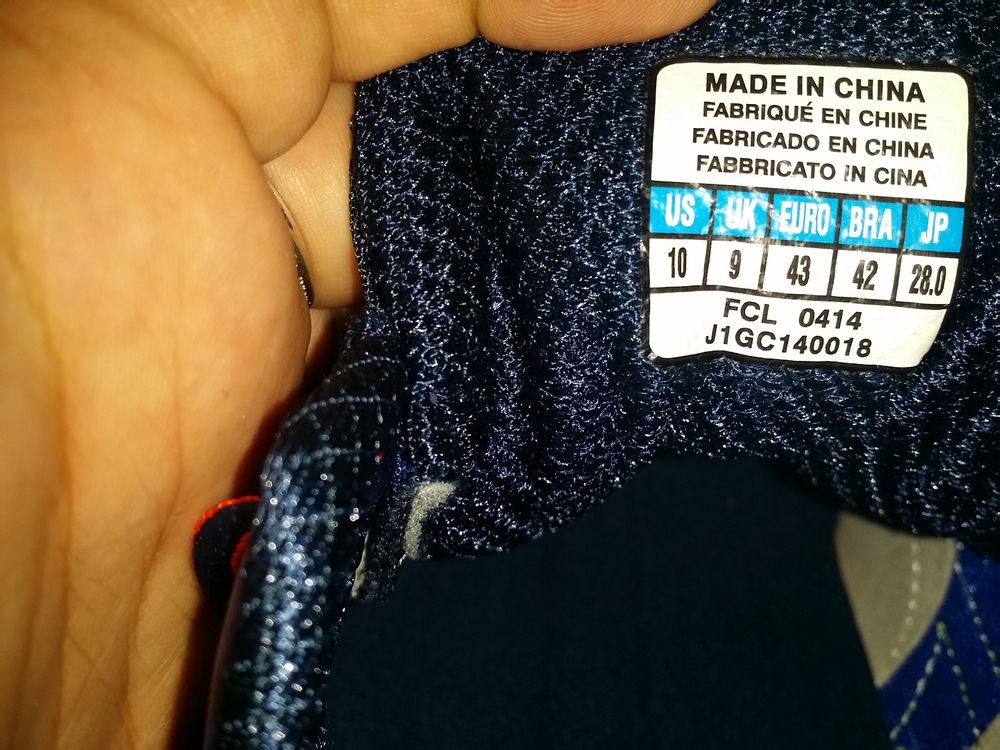 MADE IN CHINA
FABRIQUÉ EN CHINE
FABRICADO EN CHINA
FABBRICATO IN CINA
US UK EURO BRA JP
10 9 43 42 28.0
FCL 0414
J1GC140018